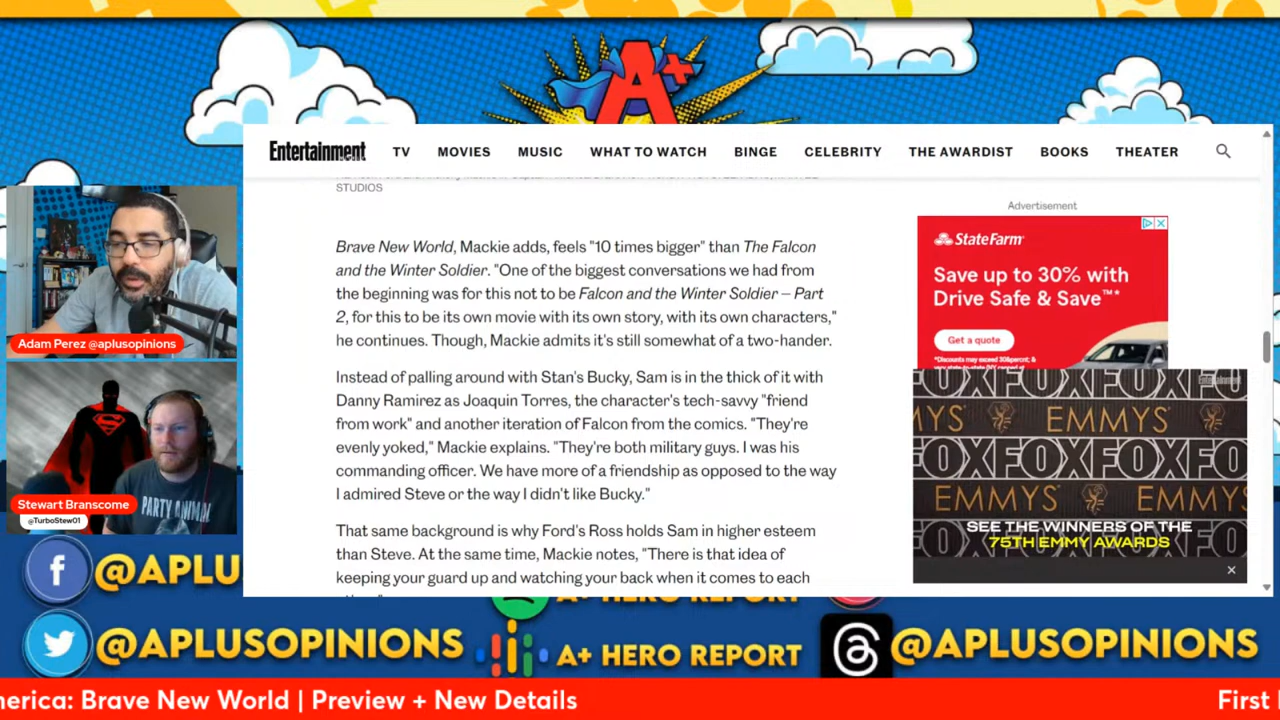 A+
Entertainment
TV MOVIES MUSIC WHAT TO WATCH BINGE CELEBRITY THE AWARDIST BOOKS THEATER
STUDIOS
Brave New World, Mackie adds, feels "10 times bigger" than The Falcon
and the Winter Soldier. "One of the biggest conversations we had from
the beginning was for this not to be Falcon and the Winter Soldier – Part
2, for this to be its own movie with its own story, with its own characters,"
he continues. Though, Mackie admits it's still somewhat of a two-hander.
Instead of palling around with Stan's Bucky, Sam is in the thick of it with
Danny Ramirez as Joaquin Torres, the character's tech-savvy "friend
from work" and another iteration of Falcon from the comics. "They're
evenly yoked," Mackie explains. "They're both military guys. I was his
commanding officer. We have more of a friendship as opposed to the way
I admired Steve or the way I didn't like Bucky."
That same background is why Ford's Ross holds Sam in higher esteem
than Steve. At the same time, Mackie notes, "There is that idea of
keeping your guard up and watching your back when it comes to each
Advertisement
StateFarm
Save up to 30% with
Drive Safe & Save™*
Get a quote
FOXFOXFOXFOX
MYS EMMYS
FOXFOXFOXFOX
EMMYS EMMYS
SEE THE WINNERS OF THE
75TH EMMY AWARDS
Adam Perez @aplusopinions
PARTY ANIMAL
Stewart Branscome
@TurboStew01
@APLU
A+ HERO REPORT
@APLUSOPINIONS
A+ HERO REPORT
@APLUSOPINIONS
merica: Brave New World | Preview + New Details
First